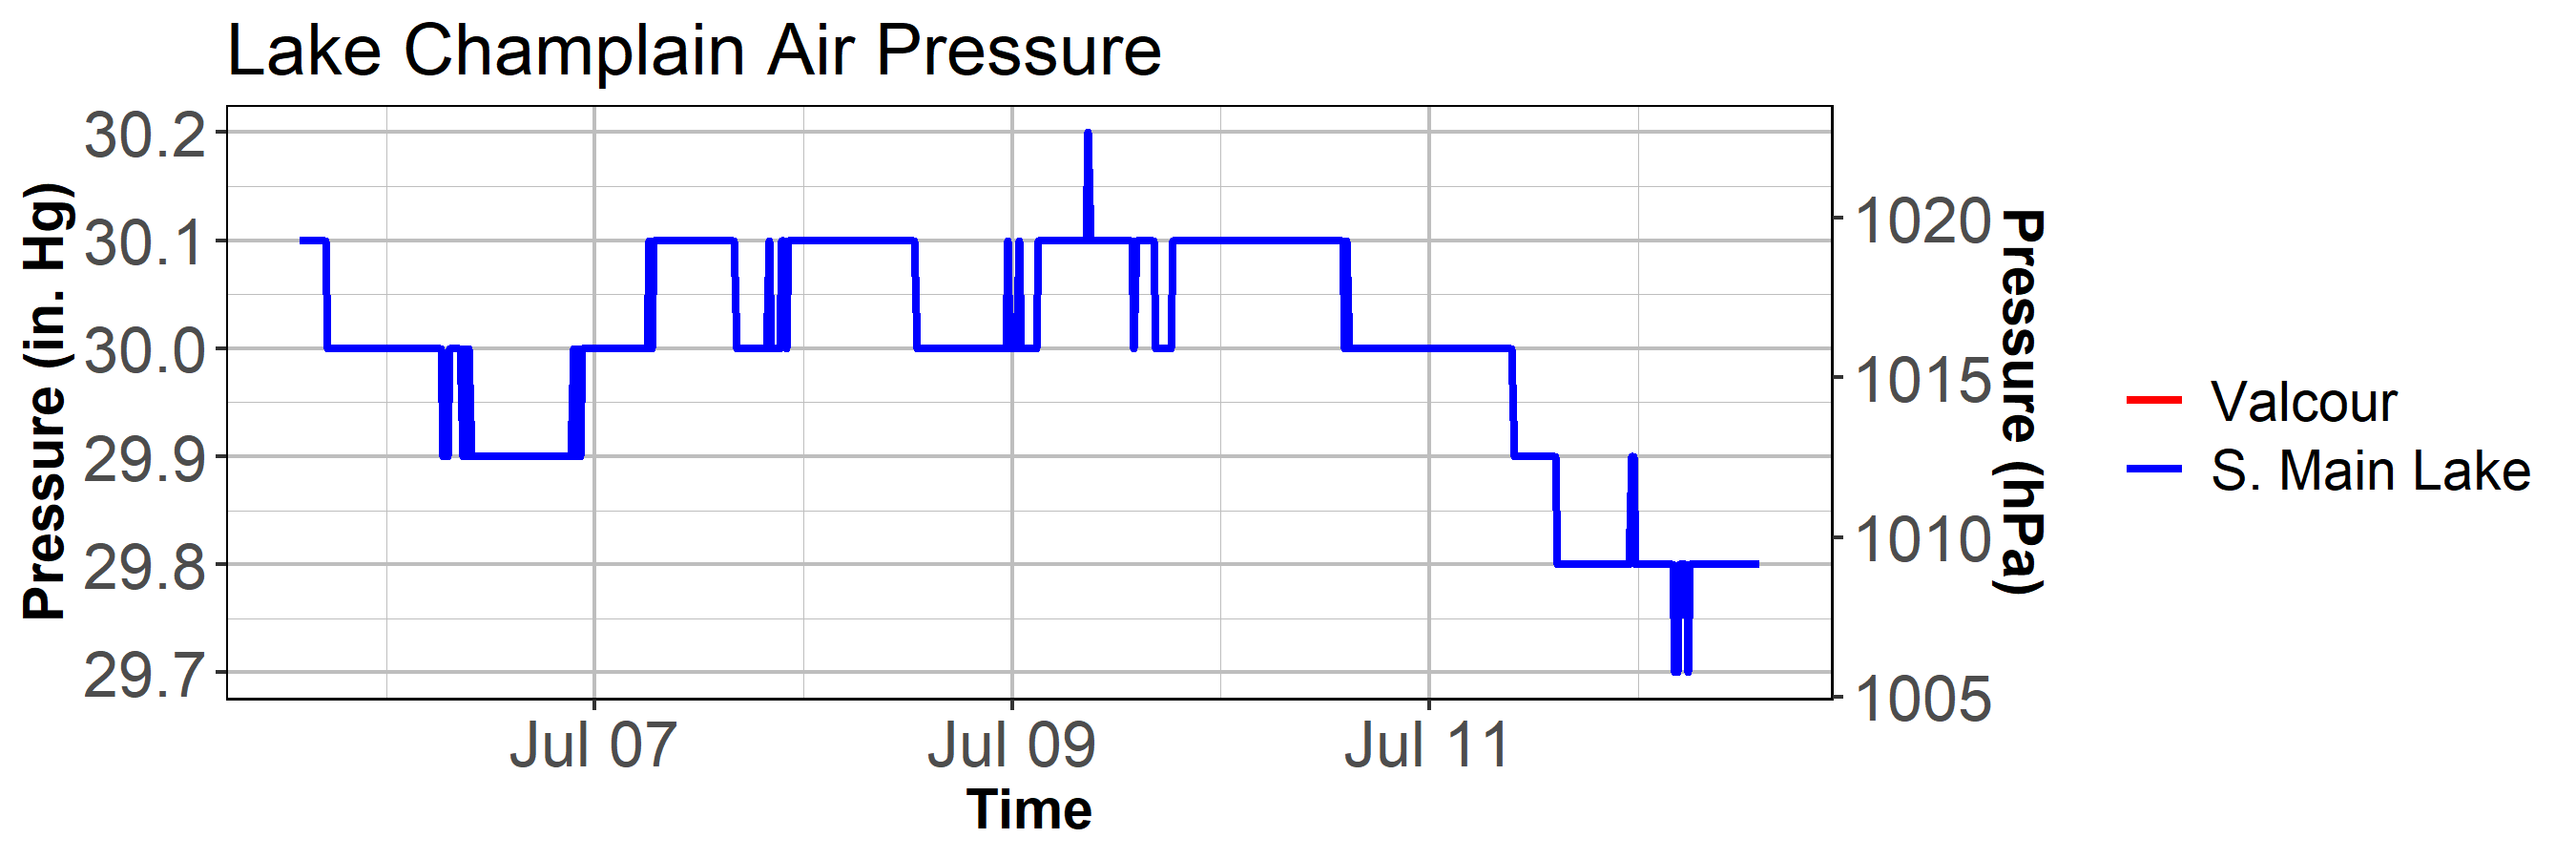 Lake Champlain Air Pressure
Pressure (in. Hg)
30.2
30.1
30.0
29.9
29.8
29.7
1020
1015
1010
1005
Pressure (hPa)
Jul 07
Jul 09
Jul 11
Time
Valcour
S. Main Lake